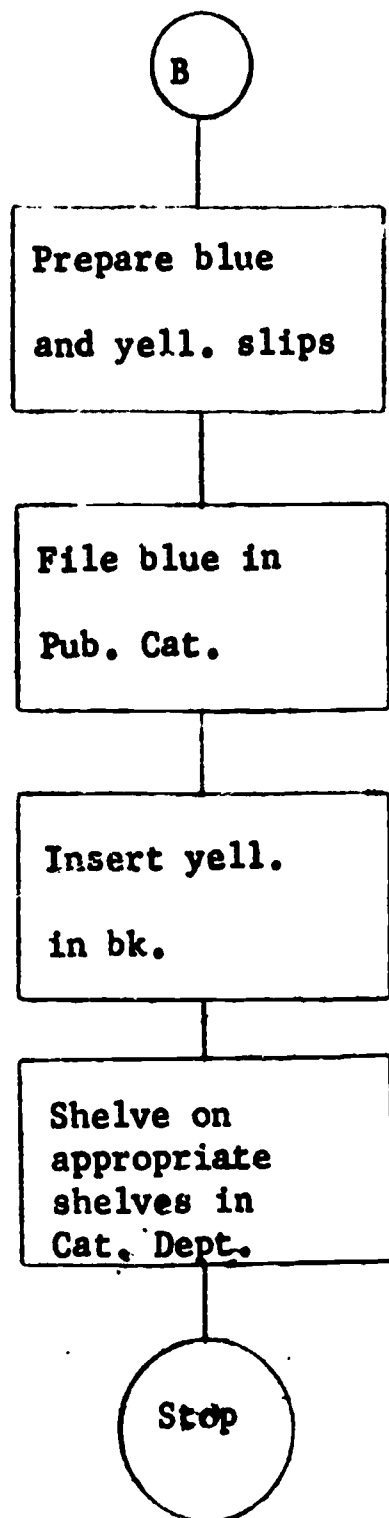 B
Prepare blue
and yell. slips
File blue in
Pub. Cat.
Insert yell.
in bk.
Shelve on
appropriate
shelves in
Cat. Dept.
Stop